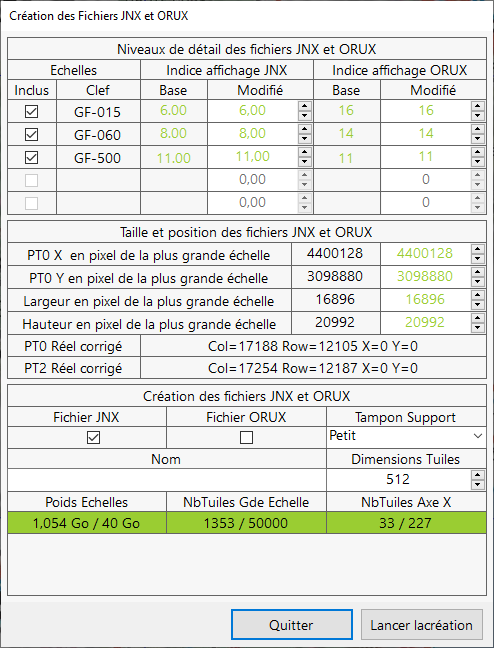 Création des Fichiers JNX et ORUX
Niveaux de détail des fichiers JNX et ORUX
Echelles Indice affichage JNX Indice affichage ORUX
Inclus Clef Base Modifié Base Modifié
GF-015 6,00 6,00 16 16
GF-060 8,00 8,00 14 14
GF-500 11,00 11,00 11 11
0,00 0
0,00 0
Taille et position des fichiers JNX et ORUX
PT0 X en pixel de la plus grande échelle 4400128 4400128
PT0 Y en pixel de la plus grande échelle 3098880 3098880
Largeur en pixel de la plus grande échelle 16896 16896
Hauteur en pixel de la plus grande échelle 20992 20992
PT0 Réel corrigé Col=17188 Row=12105 X=0 Y=0
PT2 Réel corrigé Col=17254 Row=12187 X=0 Y=0
Création des fichiers JNX et ORUX
Fichier JNX Fichier ORUX Tampon Support
Petit
Nom Dimensions Tuiles
512
Poids Echelles NbTuiles Gde Echelle NbTuiles Axe X
1,054 Go / 40 Go 1353 / 50000 33 / 227
Quitter Lancer lacréation